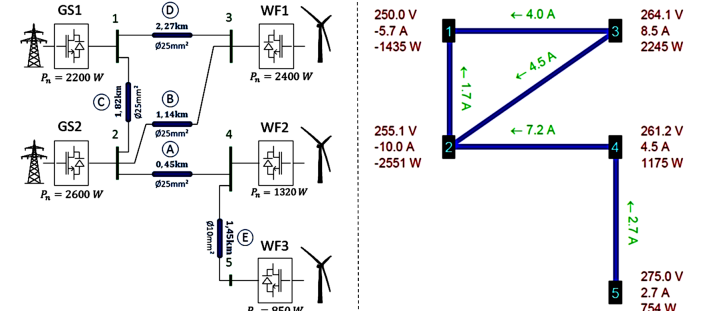 GS1
1
D
2,27km
Ø25mm²
3
WF1
Pn = 2200 W
Pn = 2400 W
C
1,82km
Ø25mm²
B
1,14km
Ø25mm²
GS2
2
A
0,45km
Ø25mm²
4
WF2
Pn = 2600 W
Pn = 1320 W
Ø10mm²
1,45km
E
5
WF3
Pn = 850 W
250.0 V
-5.7 A
-1435 W
1
← 4.0 A
3
264.1 V
8.5 A
2245 W
← 1.7 A
← 4.5 A
255.1 V
-10.0 A
-2551 W
2
← 7.2 A
4
261.2 V
4.5 A
1175 W
← 2.7 A
5
275.0 V
2.7 A
754 W